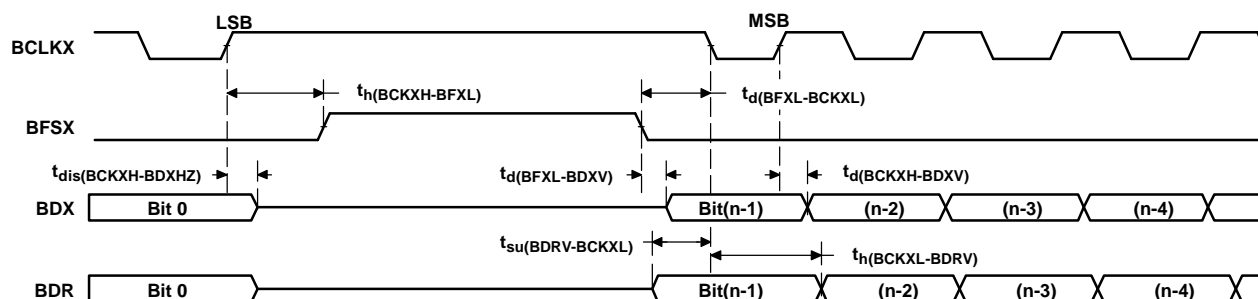 LSB MSB
BCLKX
th(BCKXH-BFXL) td(BFXL-BCKXL)
BFSX
tdis(BCKXH-BDXHZ) td(BFXL-BDXV) td(BCKXH-BDXV)
BDX Bit 0 Bit(n-1) (n-2) (n-3) (n-4)
tsu(BDRV-BCKXL) th(BCKXL-BDRV)
BDR Bit 0 Bit(n-1) (n-2) (n-3) (n-4)